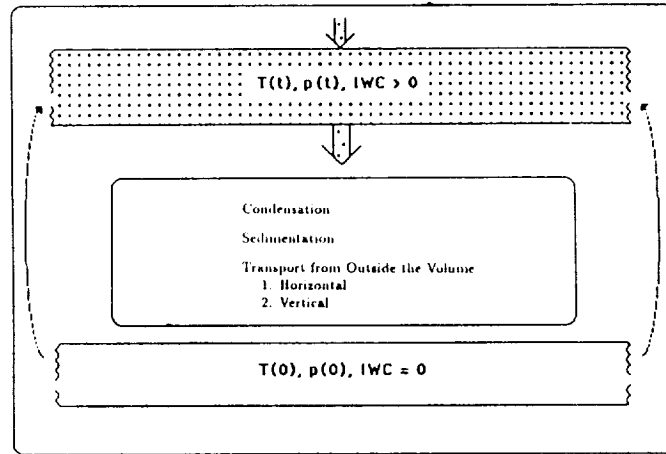 T(t), p(t), IWC > 0
Condensation
Sedimentation
Transport from Outside the Volume
1. Horizontal
2. Vertical
T(0), p(0), IWC = 0